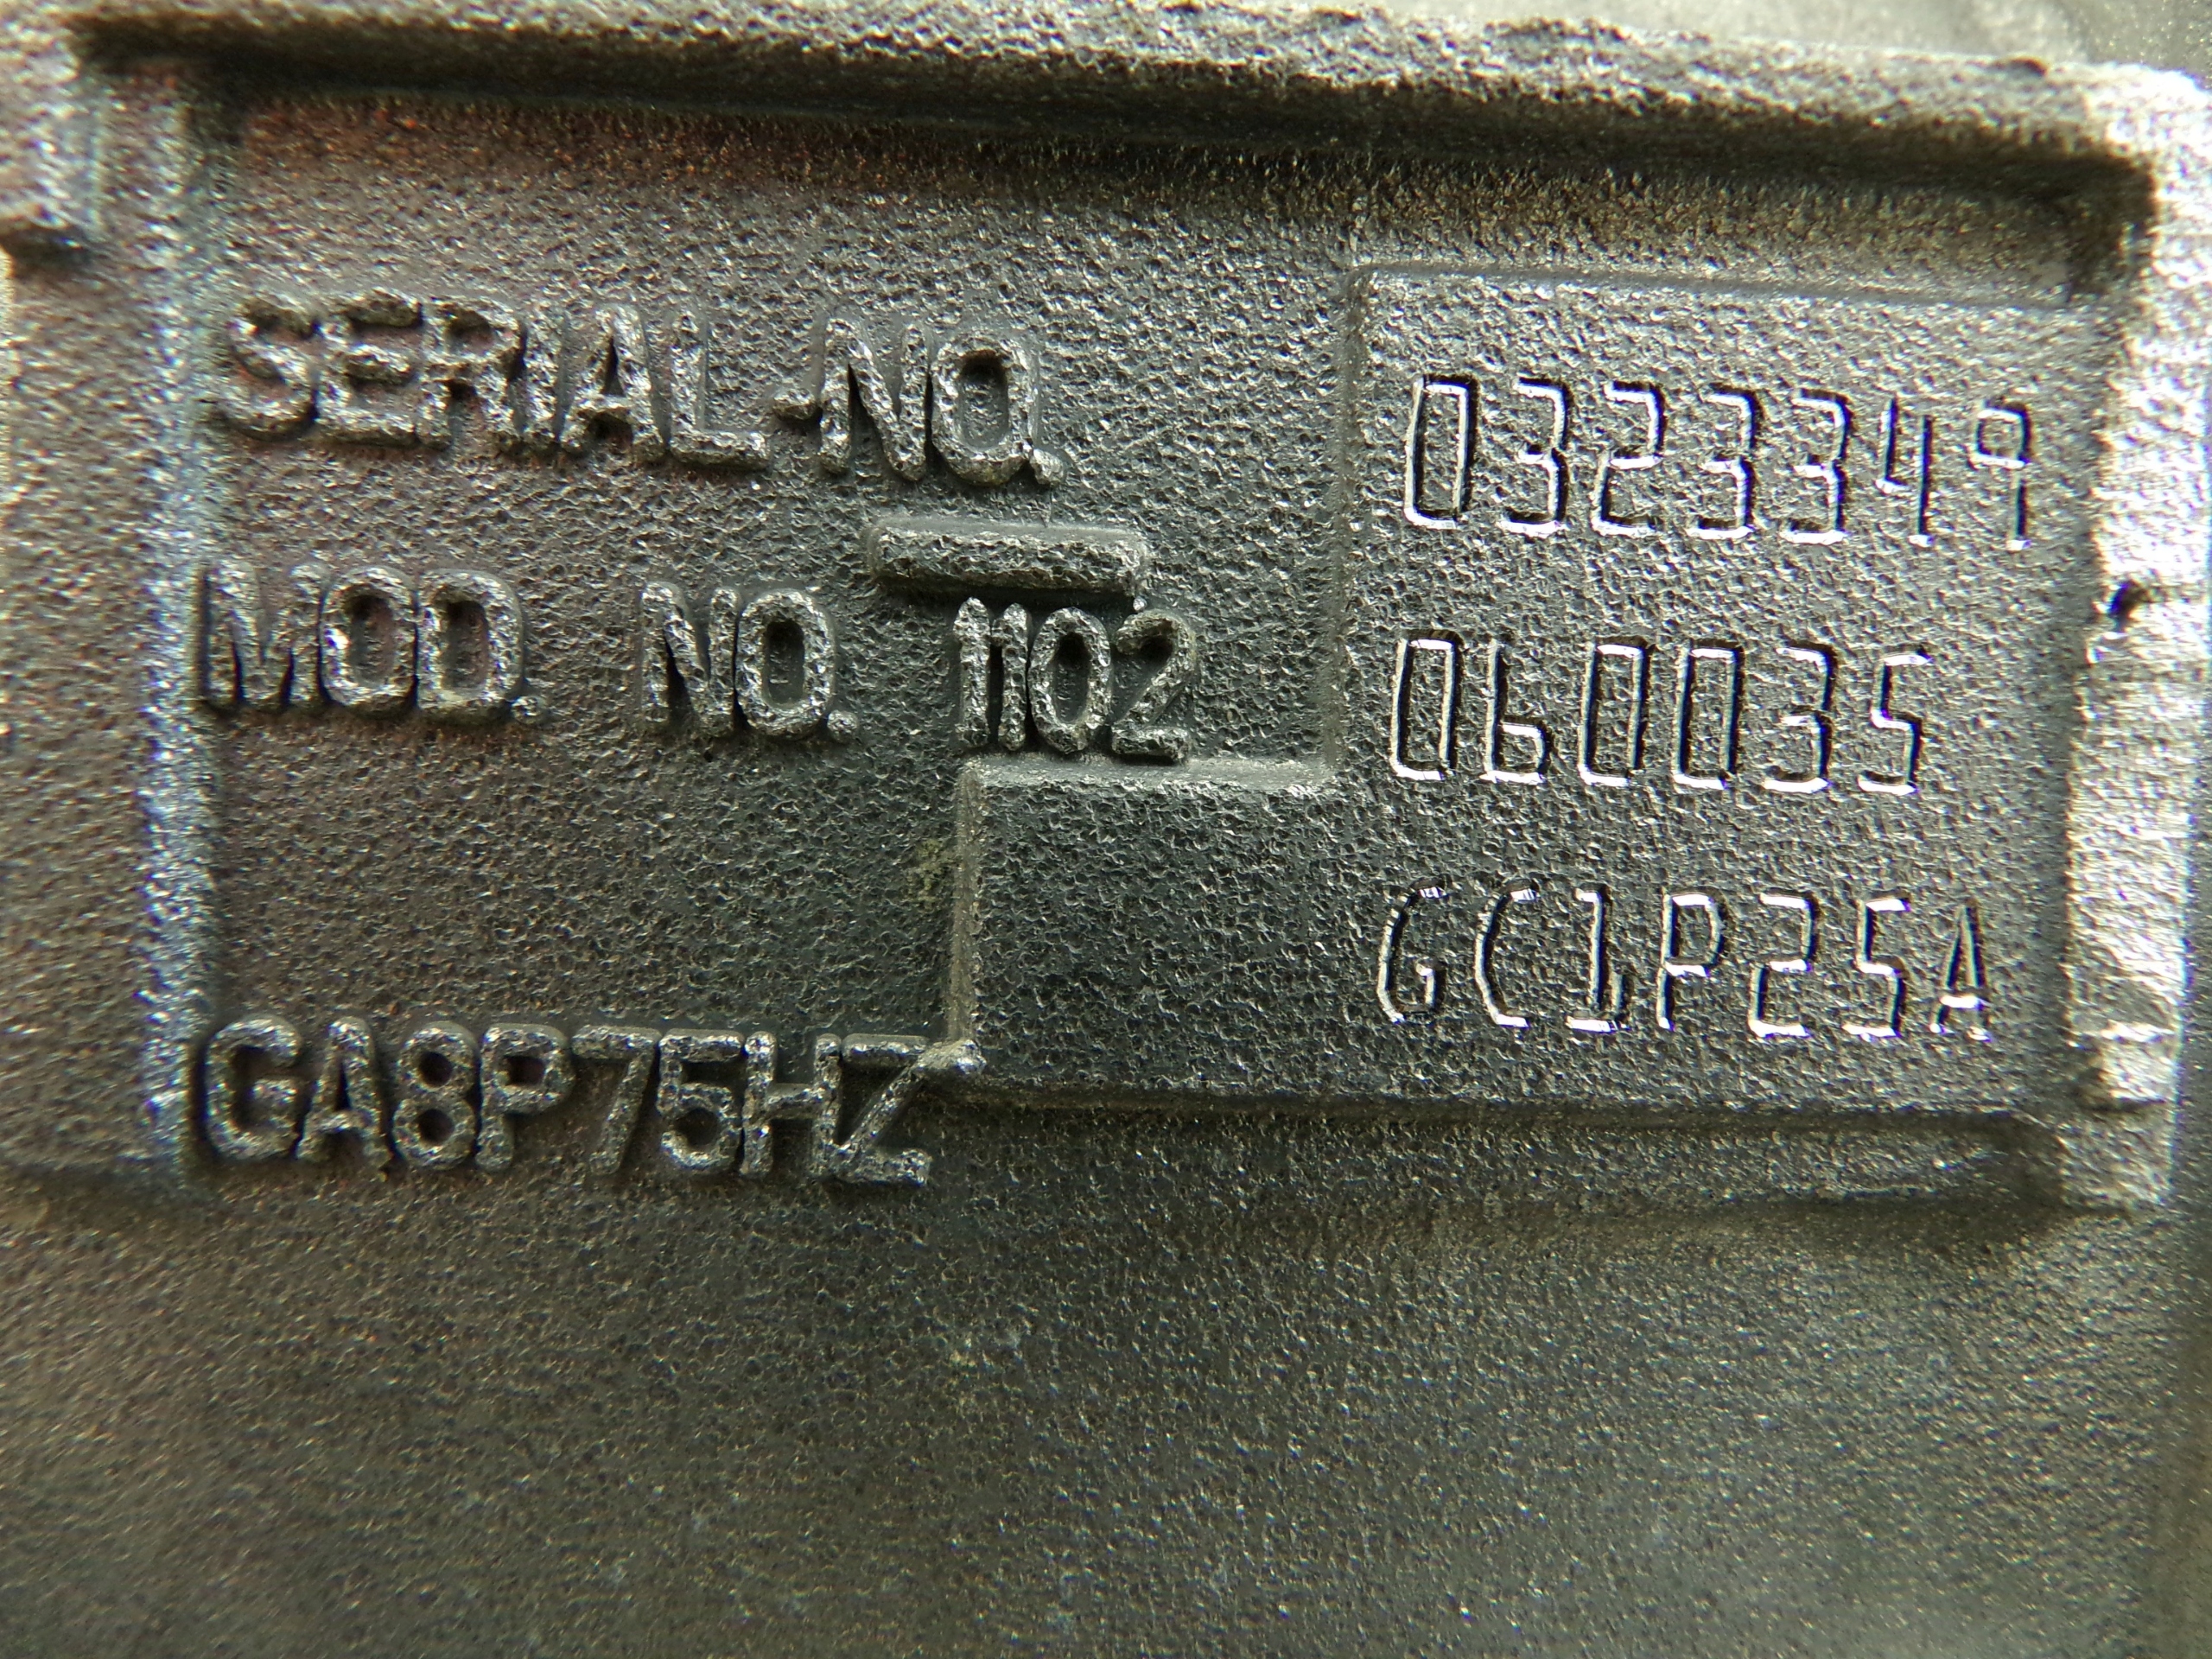 SERIAL-NO. 0323349
MOD. NO. 1102 060035
GC1P25A
GA8P75HZ